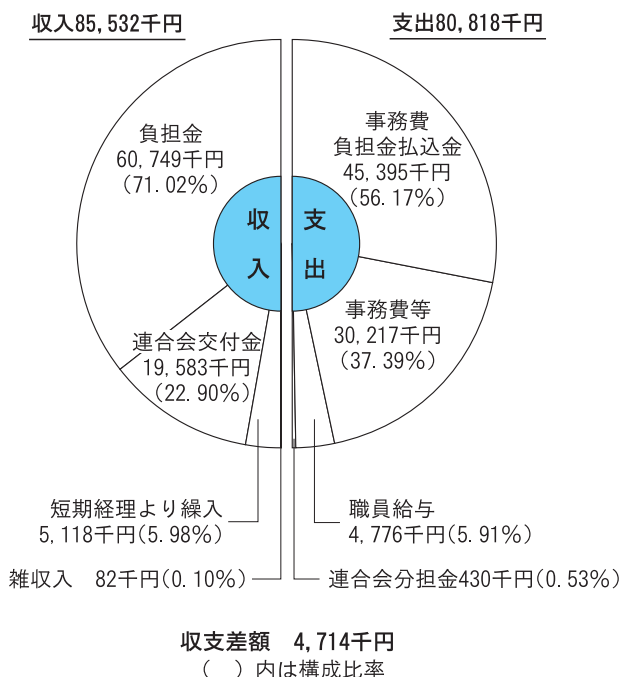 収入85,532千円
支出80,818千円
負担金
60,749千円
(71.02%)
事務費
負担金払込金
45,395千円
(56.17%)
収
入
支
出
連合会交付金
19,583千円
(22.90%)
事務費等
30,217千円
(37.39%)
短期経理より繰入
5,118千円(5.98%)
職員給与
4,776千円(5.91%)
雑収入 82千円(0.10%)
連合会分担金430千円(0.53%)
収支差額 4,714千円
( )内は構成比率